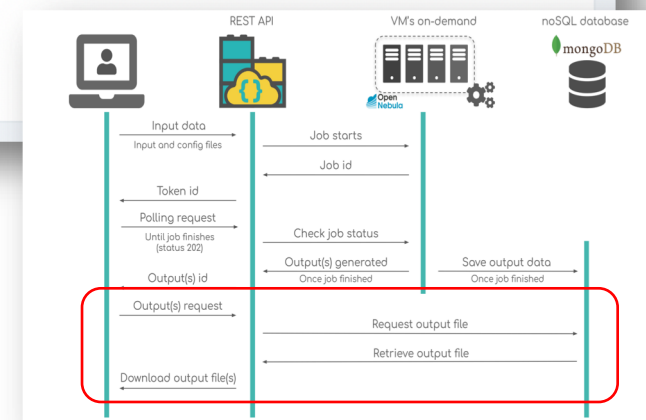 REST API
VM's on-demand
noSQL database
mongoDB
{}
Open
Nebula
Input data
Input and config files
Job starts
Job id
Token id
Polling request
Until job finishes
(status 202)
Check job status
Output(s) generated
Once job finished
Save output data
Once job finished
Output(s) id
Output(s) request
Request output file
Retrieve output file
Download output file(s)